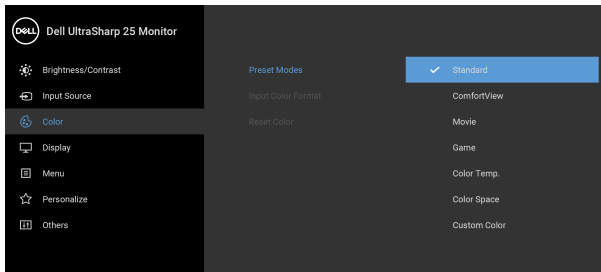 DELL Dell UltraSharp 25 Monitor
Brightness/Contrast
Input Source
Color
Display
Menu
Personalize
Others
Preset Modes
Input Color Format
Reset Color
Standard
ComfortView
Movie
Game
Color Temp.
Color Space
Custom Color